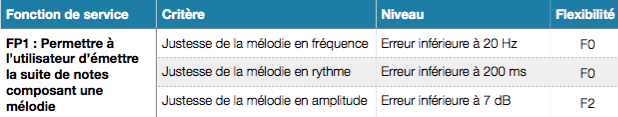 Fonction de service Critère Niveau Flexibilité
FP1 : Permettre à
l'utilisateur d'émettre
la suite de notes
composant une
mélodie
Justesse de la mélodie en fréquence Erreur inférieure à 20 Hz F0
Justesse de la mélodie en rythme Erreur inférieure à 200 ms F0
Justesse de la mélodie en amplitude Erreur inférieure à 7 dB F2